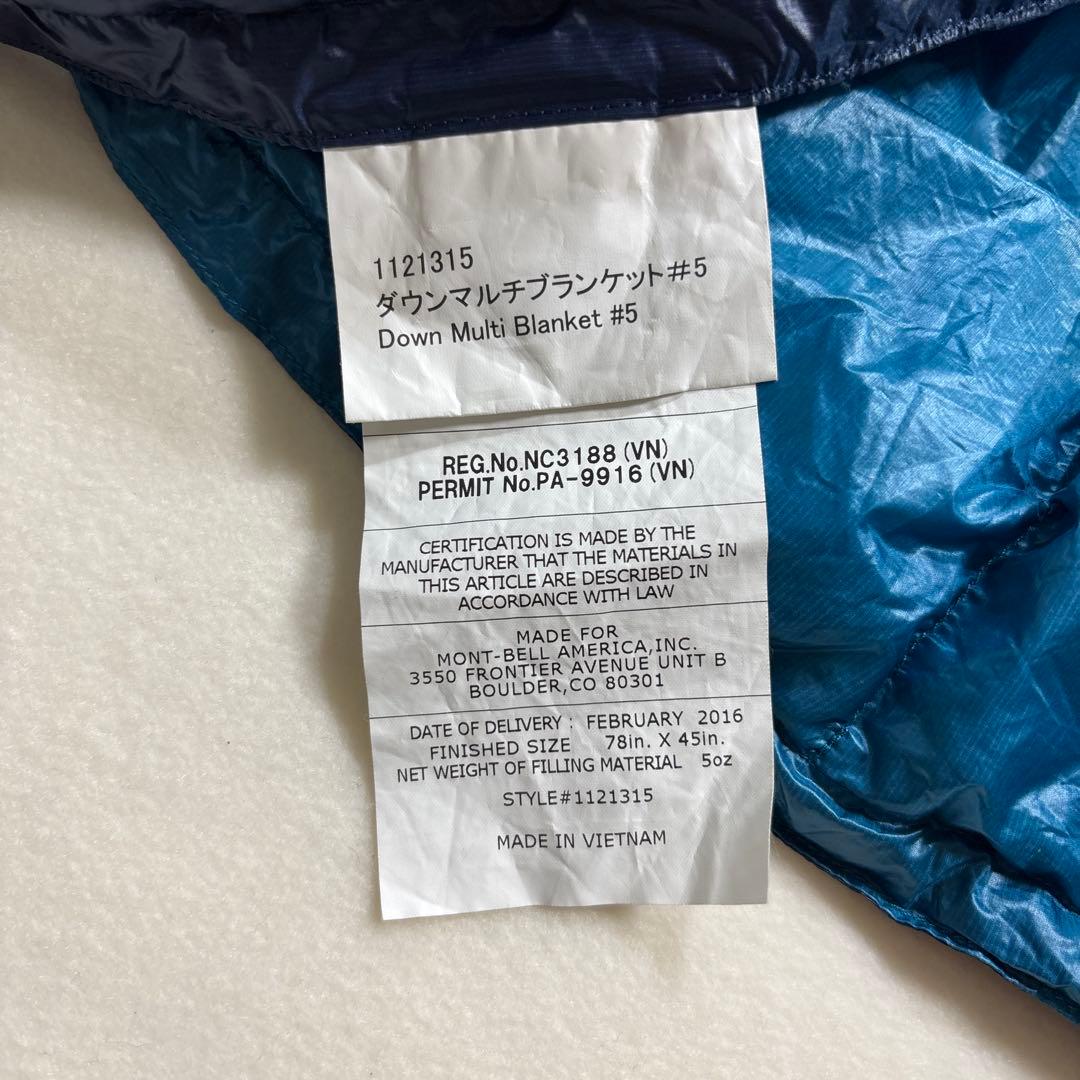 1121315
ダウンマルチブランケット#5
Down Multi Blanket #5
REG.No.NC3188(VN)
PERMIT No.PA-9916(VN)
CERTIFICATION IS MADE BY THE
MANUFACTURER THAT THE MATERIALS IN
THIS ARTICLE ARE DESCRIBED IN
ACCORDANCE WITH LAW
MADE FOR
MONT-BELL AMERICA,INC.
3550 FRONTIER AVENUE UNIT B
BOULDER,CO 80301
DATE OF DELIVERY : FEBRUARY 2016
FINISHED SIZE 78in. X 45in.
NET WEIGHT OF FILLING MATERIAL 5oz
STYLE#1121315
MADE IN VIETNAM